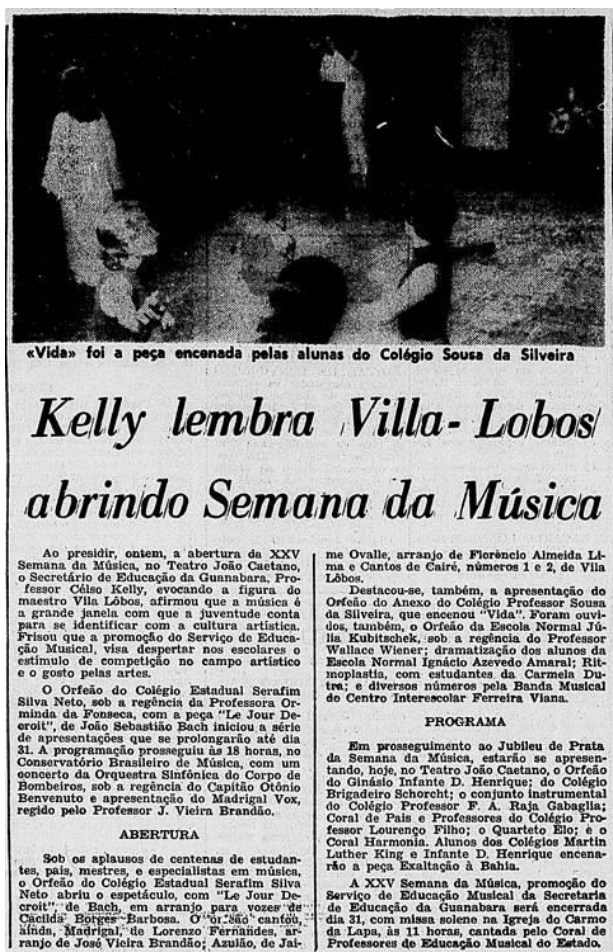 «Vida» foi a peça encenada pelas alunas do Colégio Sousa da Silveira
Kelly lembra Villa-Lobos
abrindo Semana da Música
Ao presidir, ontem, a abertura da XXV
Semana da Música, no Teatro João Caetano,
o Secretário de Educação da Guanabara, Pro-
fessor Célso Kelly, evocando a figura do
maestro Vila Lôbos, afirmou que a música é
a grande janela com que a juventude conta
para se identificar com a cultura artística.
Frisou que a promoção do Serviço de Educa-
ção Musical, visa despertar nos escolares o
estímulo de competição no campo artístico
e o gosto pelas artes.
O Orfeão do Colégio Estadual Serafim
Silva Neto, sob a regência da Professora Or-
minda da Fonseca, com a peça "Le Jour De-
croit", de João Sebastião Bach iniciou a série
de apresentações que se prolongarão até dia
31. A programação prosseguiu às 18 horas, no
Conservatório Brasileiro de Música, com um
concerto da Orquestra Sinfônica do Corpo de
Bombeiros, sob a regência do Capitão Otônio
Benvenuto e apresentação do Madrigal Vox,
regido pelo Professor J. Vieira Brandão.
ABERTURA
Sob os aplausos de centenas de estudan-
tes, pais, mestres, e especialistas em música,
o Orfeão do Colégio Estadual Serafim Silva
Neto abriu o espetáculo, com "Le Jour De-
croit", de Bach, em arranjo para vozes de
Cacilda Borges Barbosa. O cantou,
ainda, Madrigal, de Lorenzo Fernandes, ar-
ranjo de José Vieira Brandão; Azulão, de Jai-
me Ovalle, arranjo de Florêncio Almeida Li-
ma e Cantos de Cairé, números 1 e 2, de Vila
Lôbos.
Destacou-se, também, a apresentação do
Orfeão do Anexo do Colégio Professor Sousa
da Silveira, que encenou "Vida". Foram ouvi-
dos, também, o Orfeão da Escola Normal Jú-
lia Kubitschek, sob a regência do Professor
Wallace Wiener; dramatização dos alunos da
Escola Normal Ignácio Azevedo Amaral; Rit-
moplastia, com estudantes da Carmela Du-
tra; e diversos números pela Banda Musical
do Centro Interescolar Ferreira Viana.
PROGRAMA
Em prosseguimento ao Jubileu de Prata
da Semana da Música, estarão se apresen-
tando, hoje, no Teatro João Caetano, o Orfeão
do Ginásio Infante D. Henrique; do Colégio
Brigadeiro Schorcht; o conjunto instrumental
do Colégio Professor F. A. Raja Gabaglia;
Coral de Pais e Professores do Colégio Pro-
fessor Lourenço Filho; o Quarteto Elo; e o
Coral Harmonia. Alunos dos Colégios Martin
Luther King e Infante D. Henrique encena-
rão a peça Exaltação à Bahia.
A XXV Semana da Música, promoção do
Serviço de Educação Musical da Secretaria
de Educação da Guanabara será encerrada
dia 31, com missa solene na Igreja do Carmo
da Lapa, às 11 horas, cantada pelo Coral de
Professores de Educação Musical do Estado.